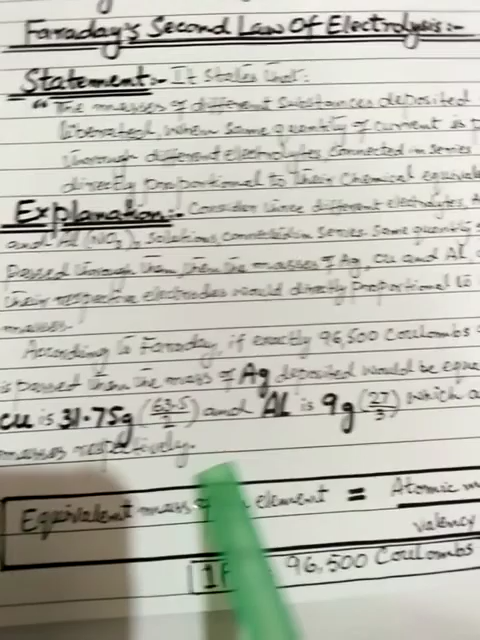 Farraday's Second Law Of Electrolysis:-
Statement:- It States that:
"The masses of different Substances deposited
liberated, when same quantity of current is
through different electrolytes, connected in series
directly proportional to their chemical equival
Explanation:- Consider three different electrolytes, A
and Al(NO₃)₃ solutions, connected in series. Same quantity
passed through them, then the masses of Ag, Cu and Al
their respective electrodes would directly proportional to
masses.
According to Faraday, if exactly 96,500 Coulombs
is passed then the mass of Ag deposited would be eque
Cu is 31.75g (63.5/2) and Al is 9g (27/3) which a
masses respectively.
Equivalent mass element = Atomic m
valency
96,500 Coulombs